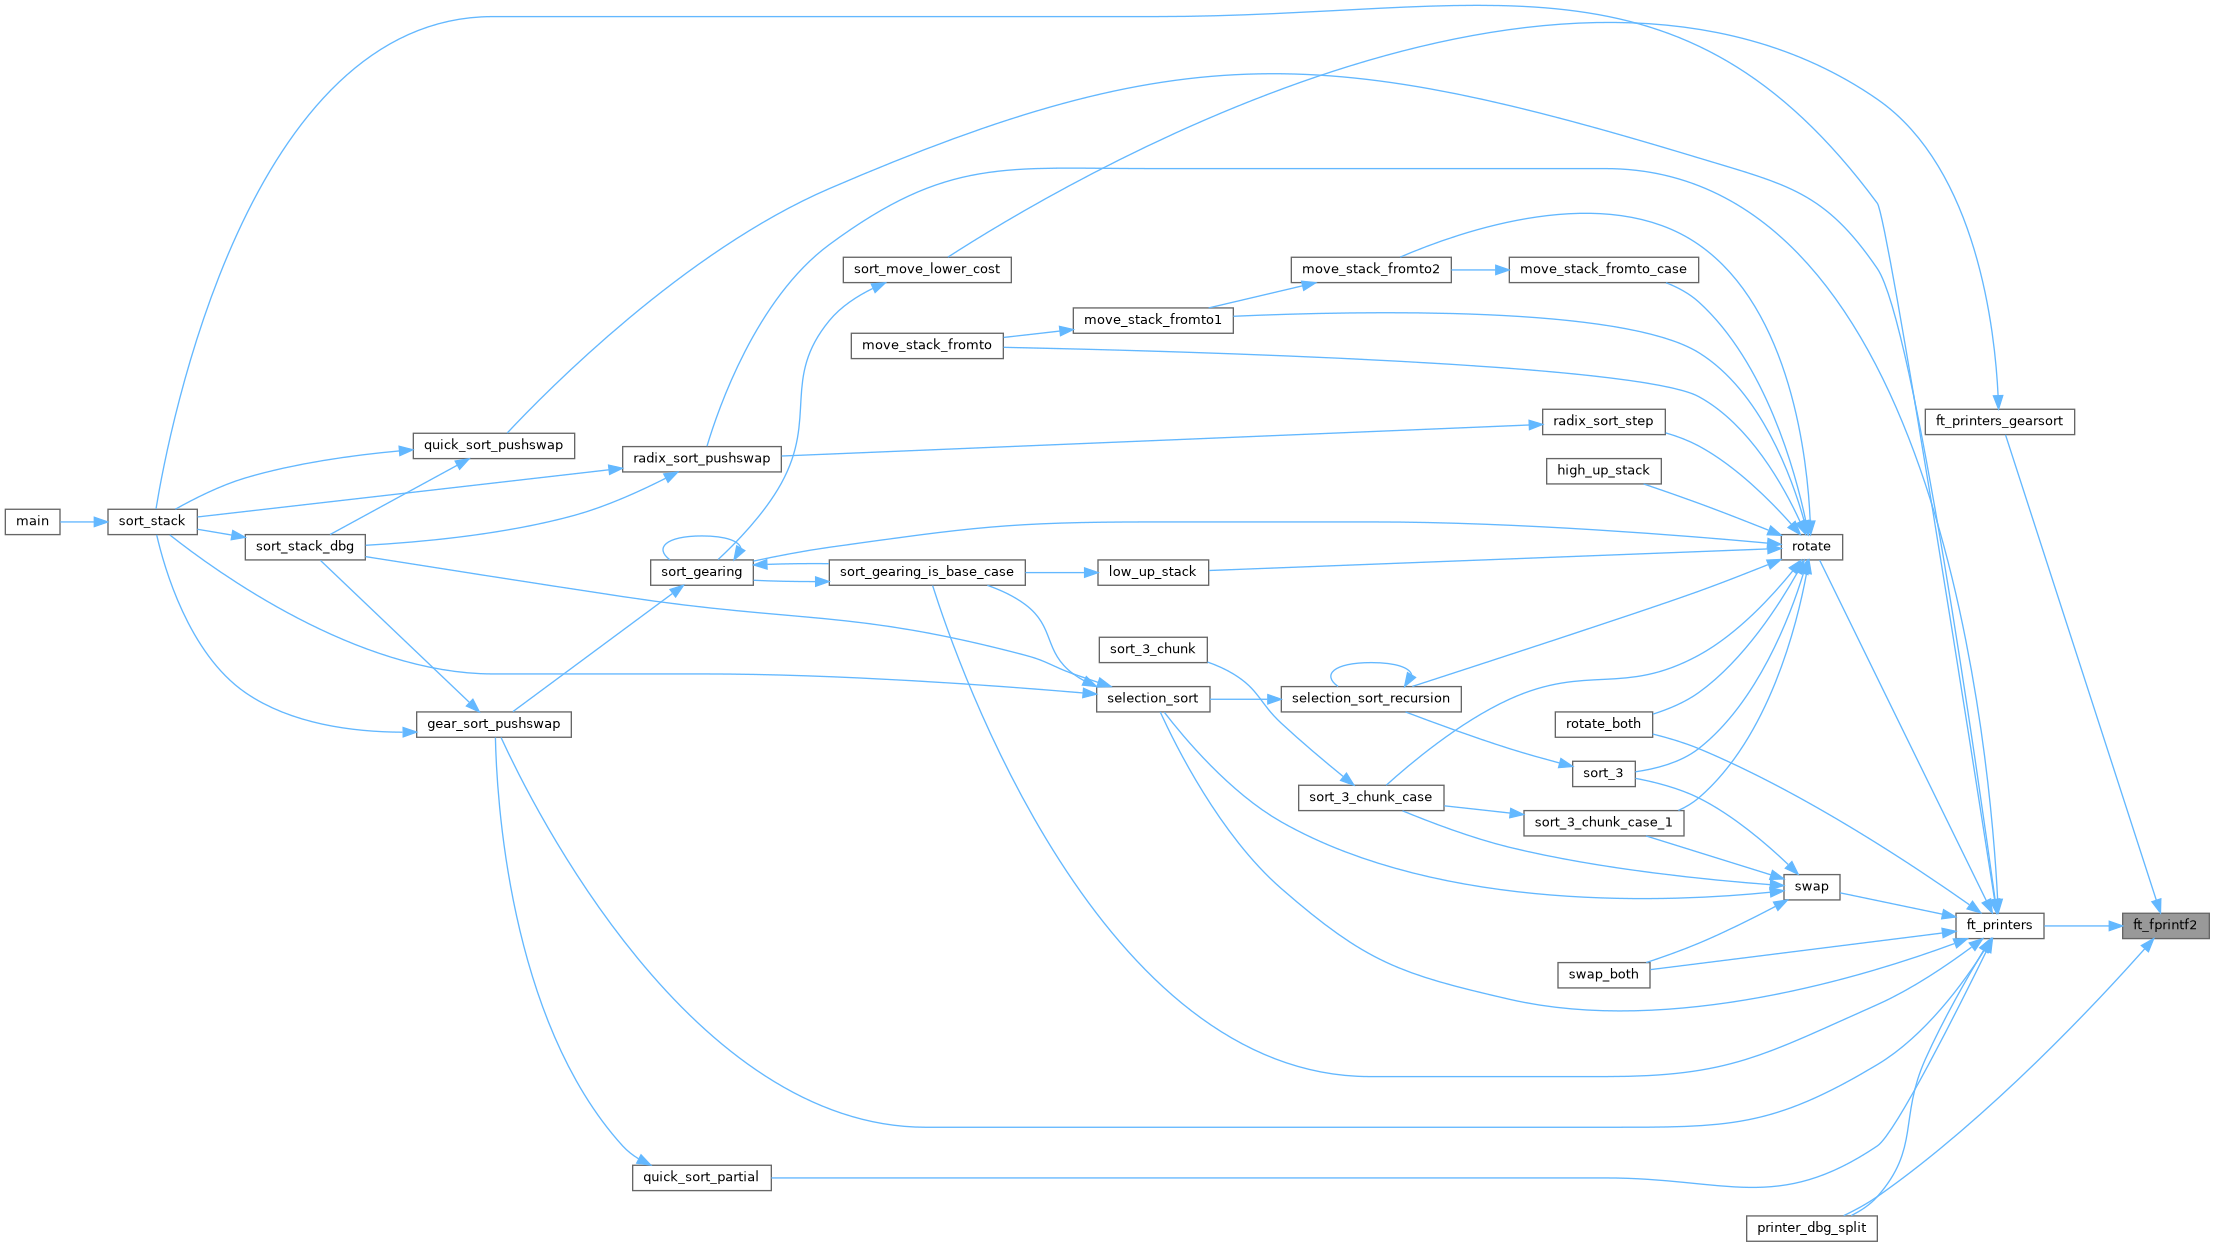 sort_move_lower_cost
move_stack_fromto2
move_stack_fromto_case
move_stack_fromto1
move_stack_fromto
radix_sort_step
ft_printers_gearsort
quick_sort_pushswap
radix_sort_pushswap
high_up_stack
main
sort_stack
sort_stack_dbg
rotate
sort_gearing
sort_gearing_is_base_case
low_up_stack
sort_3_chunk
selection_sort
selection_sort_recursion
gear_sort_pushswap
rotate_both
sort_3
sort_3_chunk_case
sort_3_chunk_case_1
swap
ft_printers
ft_fprintf2
swap_both
quick_sort_partial
printer_dbg_split